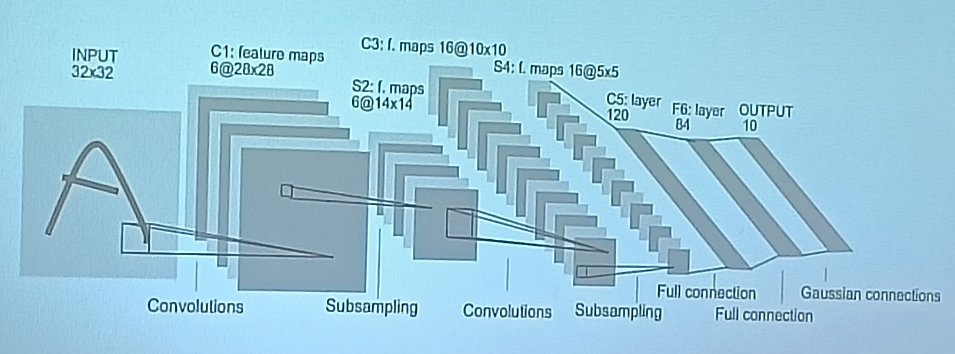 INPUT
32x32
C1: feature maps
6@28x28
S2: f. maps
6@14x14
C3: f. maps 16@10x10
S4: f. maps 16@5x5
C5: layer
120
F6: layer
84
OUTPUT
10
Convolutions
Subsampling
Convolutions
Subsampling
Full connection
Full connection
Gaussian connections
A